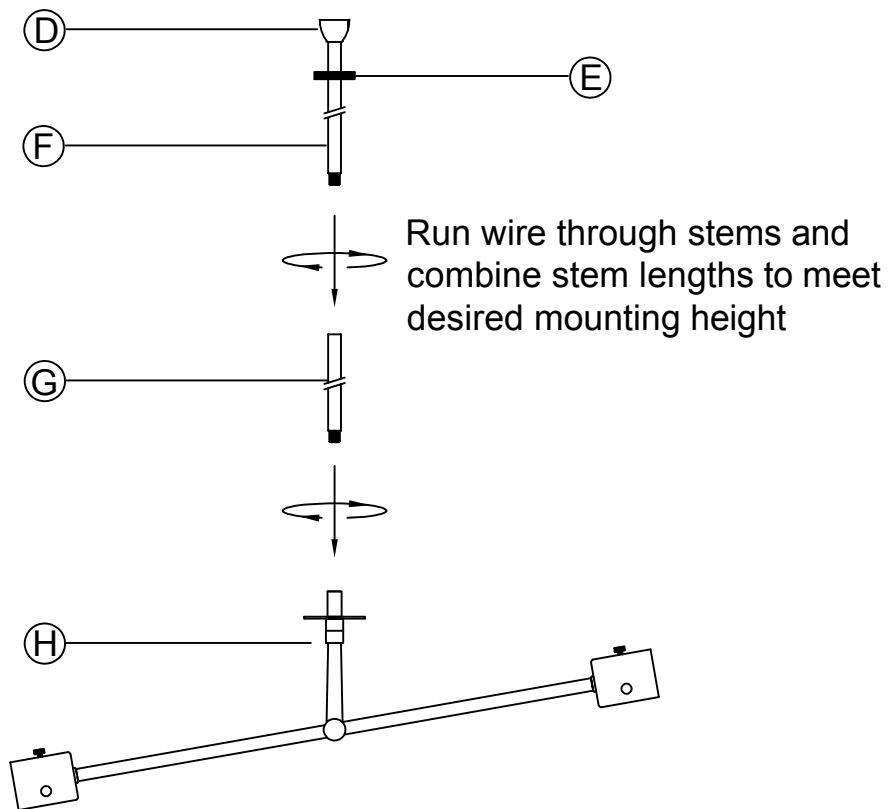 D
E
F
Run wire through stems and
combine stem lengths to meet
desired mounting height
G
H